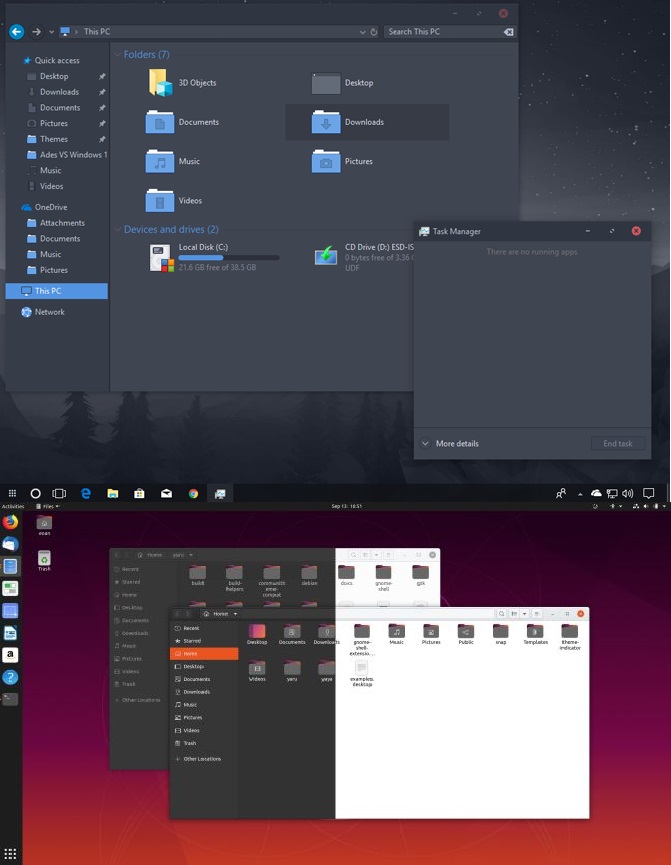 This PC
Search This PC
Quick access
Desktop
Downloads
Documents
Pictures
Themes
Ades VS Windows 1
Music
Videos
OneDrive
Attachments
Documents
Music
Pictures
This PC
Network
Folders (7)
3D Objects
Desktop
Documents
Downloads
Music
Pictures
Videos
Devices and drives (2)
Local Disk (C:)
21.6 GB free of 38.5 GB
CD Drive (D:) ESD-IS
0 bytes free of 3.36 G
UDF
Task Manager
There are no running apps
More details
End task
Activities
Files
Sep 13: 18:51
eoan
Trash
Home
yaru
Recent
Starred
Home
Desktop
Documents
Downloads
Music
Pictures
Videos
Trash
Other Locations
build
build-helpers
debian
docs
gnome-shell
gtk
Home
Recent
Starred
Home
Desktop
Documents
Downloads
Music
Pictures
Videos
Trash
Other Locations
Desktop
Documents
Downloads
gnome-shell-extensio...
Music
Pictures
Public
snap
Templates
theme-indicator
Videos
yaru
examples.desktop